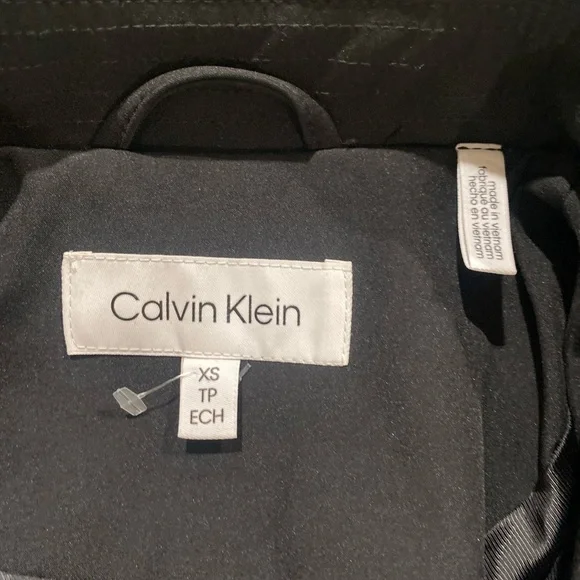 Calvin Klein
XS
TP
ECH
made in vietnam
fabriqué au vietnam
hecho en vietnam